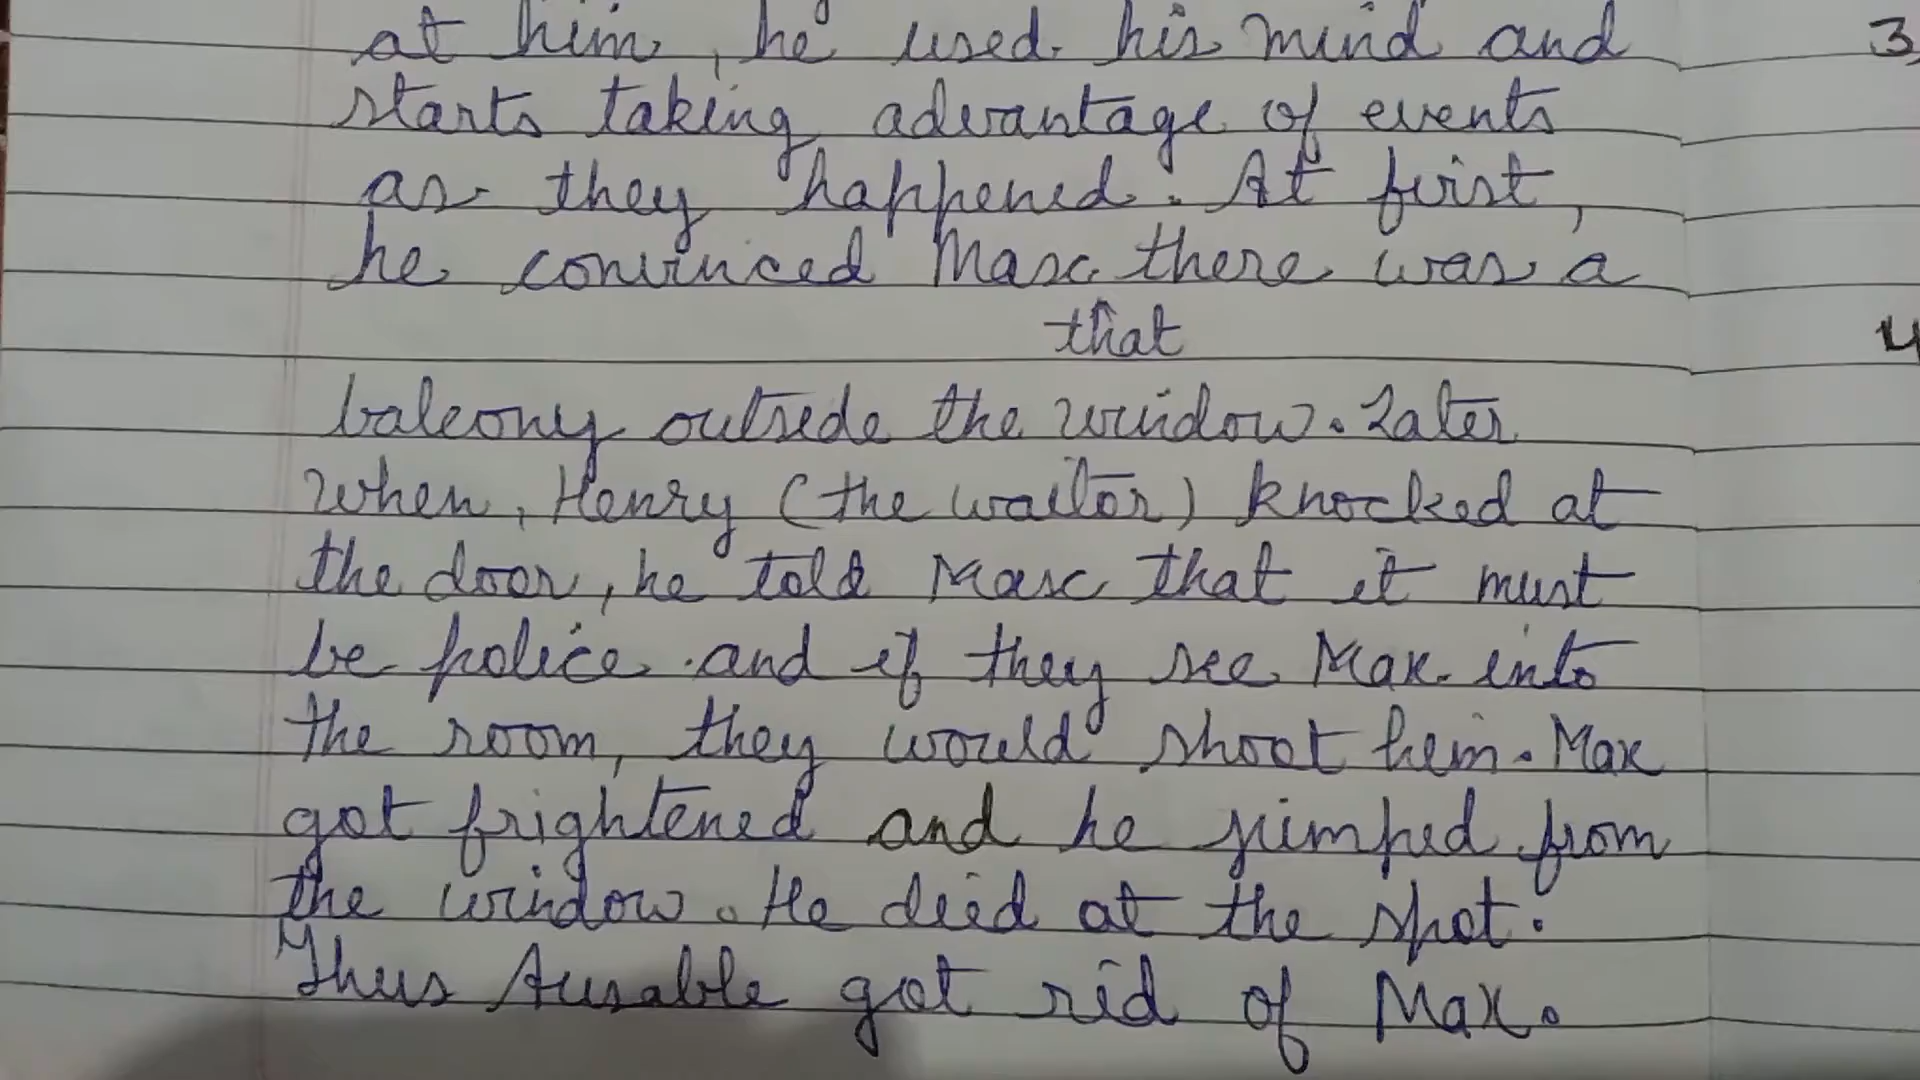 at him, he used his mind and
3,
starts taking advantage of events
as they happened. At first,
he convinced Max there was a
that
4
balcony outside the window. Later
when, Henry (the waitor) knocked at
the door, he told Max that it must
be police and if they see Max into
the room, they would shoot him. Max
got frightened and he jumped from
the window. He died at the spot.
Thus Ausable got rid of Max.